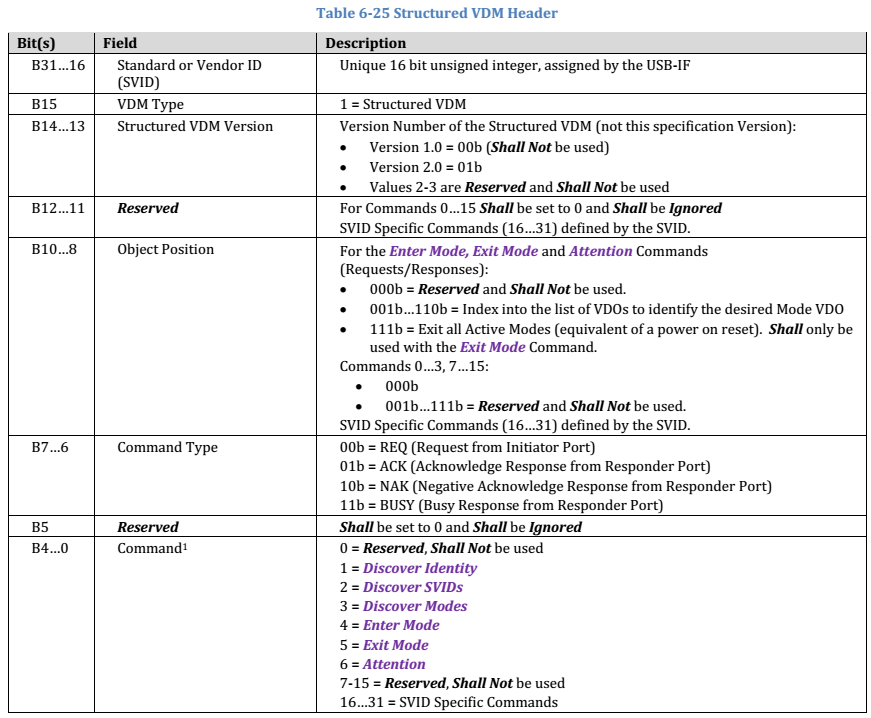 Table 6-25 Structured VDM Header
Bit(s) Field Description
B31…16 Standard or Vendor ID Unique 16 bit unsigned integer, assigned by the USB-IF
(SVID)
B15 VDM Type 1 = Structured VDM
B14…13 Structured VDM Version Version Number of the Structured VDM (not this specification Version):
• Version 1.0 = 00b (Shall Not be used)
• Version 2.0 = 01b
• Values 2-3 are Reserved and Shall Not be used
B12…11 Reserved For Commands 0…15 Shall be set to 0 and Shall be Ignored
SVID Specific Commands (16…31) defined by the SVID.
B10…8 Object Position For the Enter Mode, Exit Mode and Attention Commands
(Requests/Responses):
• 000b = Reserved and Shall Not be used.
• 001b…110b = Index into the list of VDOs to identify the desired Mode VDO
• 111b = Exit all Active Modes (equivalent of a power on reset). Shall only be
used with the Exit Mode Command.
Commands 0…3, 7…15:
• 000b
• 001b…111b = Reserved and Shall Not be used.
SVID Specific Commands (16…31) defined by the SVID.
B7…6 Command Type 00b = REQ (Request from Initiator Port)
01b = ACK (Acknowledge Response from Responder Port)
10b = NAK (Negative Acknowledge Response from Responder Port)
11b = BUSY (Busy Response from Responder Port)
B5 Reserved Shall be set to 0 and Shall be Ignored
B4…0 Command¹ 0 = Reserved, Shall Not be used
1 = Discover Identity
2 = Discover SVIDs
3 = Discover Modes
4 = Enter Mode
5 = Exit Mode
6 = Attention
7-15 = Reserved, Shall Not be used
16…31 = SVID Specific Commands